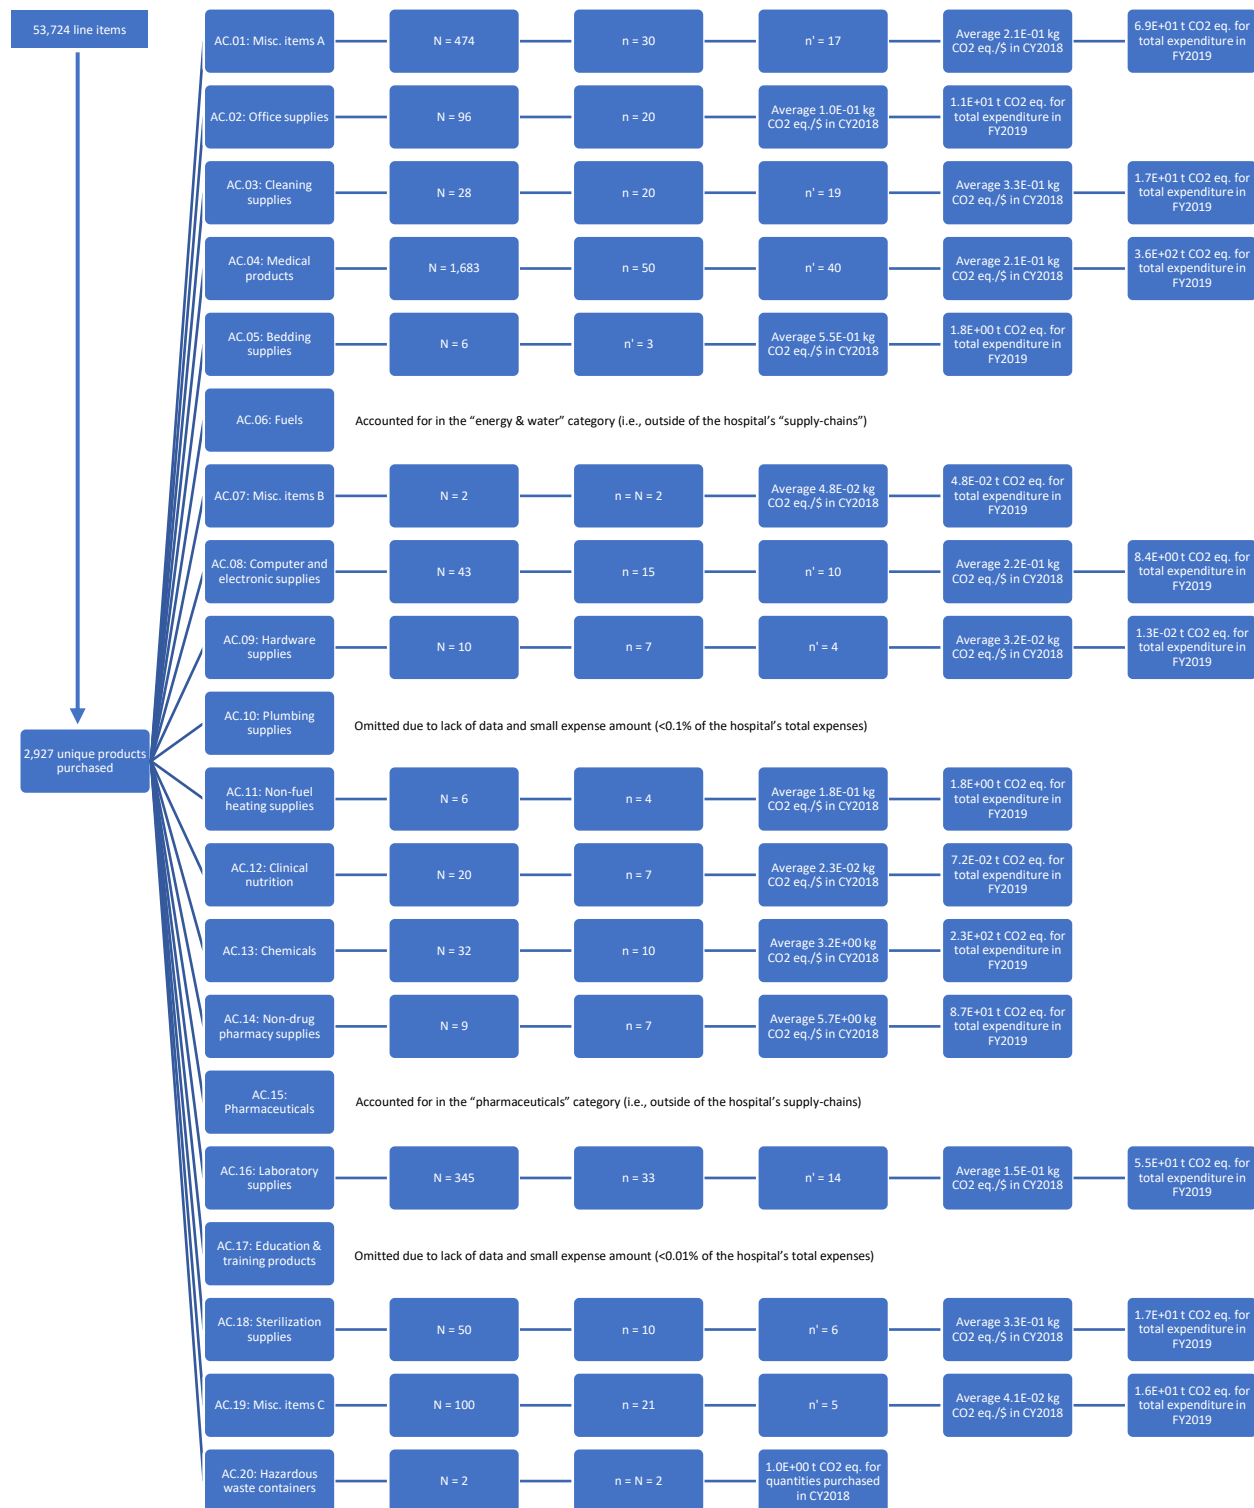 53,724 line items
AC.01: Misc. items A
N = 474
n = 30
n' = 17
Average 2.1E-01 kg
CO2 eq./$ in CY2018
6.9E+01 t CO2 eq. for
total expenditure in
FY2019
AC.02: Office supplies
N = 96
n = 20
Average 1.0E-01 kg
CO2 eq./$ in CY2018
1.1E+01 t CO2 eq. for
total expenditure in
FY2019
AC.03: Cleaning
supplies
N = 28
n = 20
n' = 19
Average 3.3E-01 kg
CO2 eq./$ in CY2018
1.7E+01 t CO2 eq. for
total expenditure in
FY2019
AC.04: Medical
products
N = 1,683
n = 50
n' = 40
Average 2.1E-01 kg
CO2 eq./$ in CY2018
3.6E+02 t CO2 eq. for
total expenditure in
FY2019
AC.05: Bedding
supplies
N = 6
n' = 3
Average 5.5E-01 kg
CO2 eq./$ in CY2018
1.8E+00 t CO2 eq. for
total expenditure in
FY2019
AC.06: Fuels
Accounted for in the “energy & water” category (i.e., outside of the hospital’s “supply-chains”)
AC.07: Misc. items B
N = 2
n = N = 2
Average 4.8E-02 kg
CO2 eq./$ in CY2018
4.8E-02 t CO2 eq. for
total expenditure in
FY2019
AC.08: Computer and
electronic supplies
N = 43
n = 15
n' = 10
Average 2.2E-01 kg
CO2 eq./$ in CY2018
8.4E+00 t CO2 eq. for
total expenditure in
FY2019
AC.09: Hardware
supplies
N = 10
n = 7
n' = 4
Average 3.2E-02 kg
CO2 eq./$ in CY2018
1.3E-02 t CO2 eq. for
total expenditure in
FY2019
AC.10: Plumbing
supplies
Omitted due to lack of data and small expense amount (<0.1% of the hospital’s total expenses)
2,927 unique products
purchased
AC.11: Non-fuel
heating supplies
N = 6
n = 4
Average 1.8E-01 kg
CO2 eq./$ in CY2018
1.8E+00 t CO2 eq. for
total expenditure in
FY2019
AC.12: Clinical
nutrition
N = 20
n = 7
Average 2.3E-02 kg
CO2 eq./$ in CY2018
7.2E-02 t CO2 eq. for
total expenditure in
FY2019
AC.13: Chemicals
N = 32
n = 10
Average 3.2E+00 kg
CO2 eq./$ in CY2018
2.3E+02 t CO2 eq. for
total expenditure in
FY2019
AC.14: Non-drug
pharmacy supplies
N = 9
n = 7
Average 5.7E+00 kg
CO2 eq./$ in CY2018
8.7E+01 t CO2 eq. for
total expenditure in
FY2019
AC.15:
Pharmaceuticals
Accounted for in the “pharmaceuticals” category (i.e., outside of the hospital’s supply-chains)
AC.16: Laboratory
supplies
N = 345
n = 33
n' = 14
Average 1.5E-01 kg
CO2 eq./$ in CY2018
5.5E+01 t CO2 eq. for
total expenditure in
FY2019
AC.17: Education &
training products
Omitted due to lack of data and small expense amount (<0.01% of the hospital’s total expenses)
AC.18: Sterilization
supplies
N = 50
n = 10
n' = 6
Average 3.3E-01 kg
CO2 eq./$ in CY2018
1.7E+01 t CO2 eq. for
total expenditure in
FY2019
AC.19: Misc. items C
N = 100
n = 21
n' = 5
Average 4.1E-02 kg
CO2 eq./$ in CY2018
1.6E+01 t CO2 eq. for
total expenditure in
FY2019
AC.20: Hazardous
waste containers
N = 2
n = N = 2
1.0E+00 t CO2 eq. for
quantities purchased
in CY2018